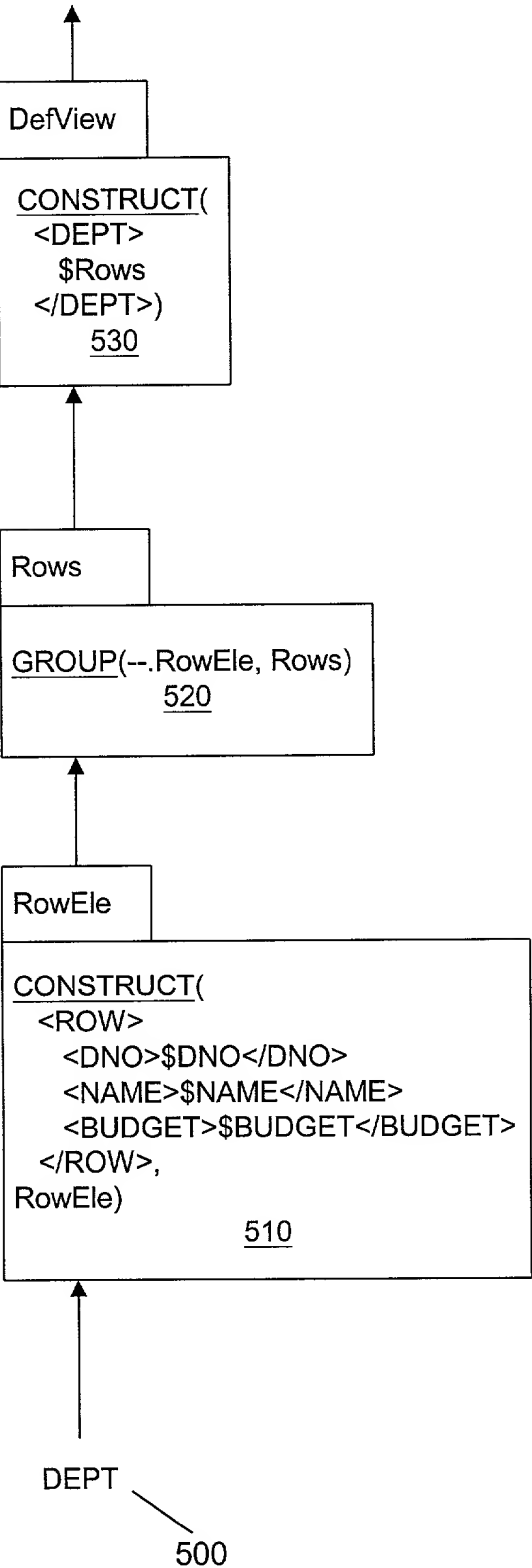 DefView
CONSTRUCT(
<DEPT>
$Rows
</DEPT>)
530
Rows
GROUP(--.RowEle, Rows)
520
RowEle
CONSTRUCT(
<ROW>
<DNO>$DNO</DNO>
<NAME>$NAME</NAME>
<BUDGET>$BUDGET</BUDGET>
</ROW>,
RowEle)
510
DEPT
500